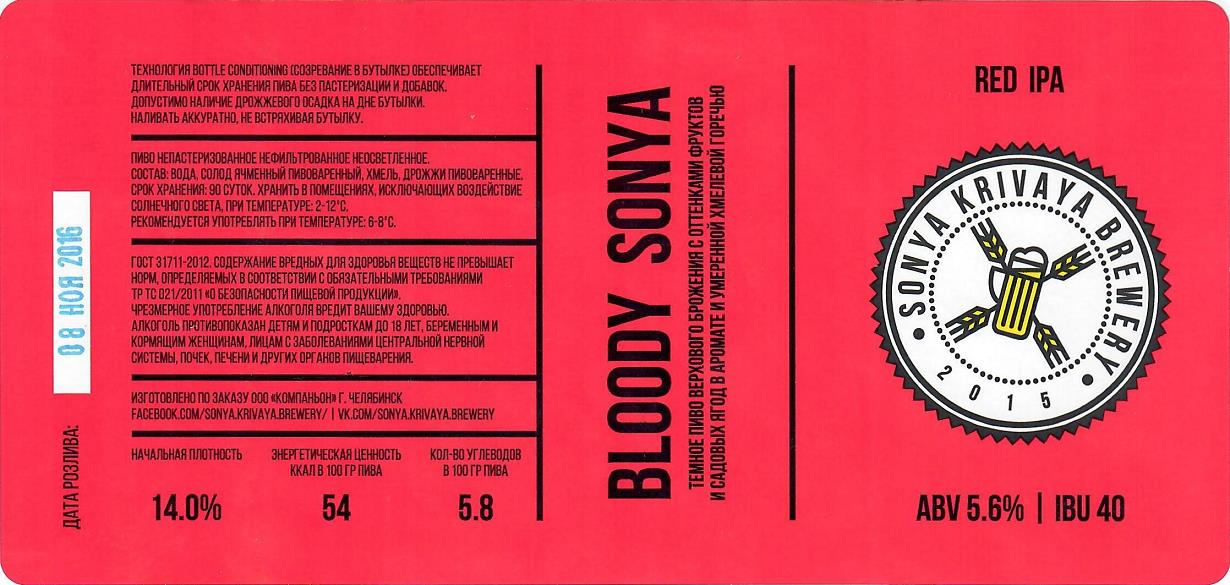 ТЕХНОЛОГИЯ BOTTLE CONDITIONING (СОЗРЕВАНИЕ В БУТЫЛКЕ) ОБЕСПЕЧИВАЕТ
ДЛИТЕЛЬНЫЙ СРОК ХРАНЕНИЯ ПИВА БЕЗ ПАСТЕРИЗАЦИИ И ДОБАВОК.
ДОПУСТИМО НАЛИЧИЕ ДРОЖЖЕВОГО ОСАДКА НА ДНЕ БУТЫЛКИ.
НАЛИВАТЬ АККУРАТНО, НЕ ВСТРЯХИВАЯ БУТЫЛКУ.
ПИВО НЕПАСТЕРИЗОВАННОЕ НЕФИЛЬТРОВАННОЕ НЕОСВЕТЛЕННОЕ.
СОСТАВ: ВОДА, СОЛОД ЯЧМЕННЫЙ ПИВОВАРЕННЫЙ, ХМЕЛЬ, ДРОЖЖИ ПИВОВАРЕННЫЕ.
СРОК ХРАНЕНИЯ: 90 СУТОК. ХРАНИТЬ В ПОМЕЩЕНИЯХ, ИСКЛЮЧАЮЩИХ ВОЗДЕЙСТВИЕ
СОЛНЕЧНОГО СВЕТА, ПРИ ТЕМПЕРАТУРЕ: 2-12°C.
РЕКОМЕНДУЕТСЯ УПОТРЕБЛЯТЬ ПРИ ТЕМПЕРАТУРЕ: 6-8°C.
ГОСТ 31711-2012. СОДЕРЖАНИЕ ВРЕДНЫХ ДЛЯ ЗДОРОВЬЯ ВЕЩЕСТВ НЕ ПРЕВЫШАЕТ
НОРМ, ОПРЕДЕЛЯЕМЫХ В СООТВЕТСТВИИ С ОБЯЗАТЕЛЬНЫМИ ТРЕБОВАНИЯМИ
ТР ТС 021/2011 «О БЕЗОПАСНОСТИ ПИЩЕВОЙ ПРОДУКЦИИ».
ЧРЕЗМЕРНОЕ УПОТРЕБЛЕНИЕ АЛКОГОЛЯ ВРЕДИТ ВАШЕМУ ЗДОРОВЬЮ.
АЛКОГОЛЬ ПРОТИВОПОКАЗАН ДЕТЯМ И ПОДРОСТКАМ ДО 18 ЛЕТ, БЕРЕМЕННЫМ И
КОРМЯЩИМ ЖЕНЩИНАМ, ЛИЦАМ С ЗАБОЛЕВАНИЯМИ ЦЕНТРАЛЬНОЙ НЕРВНОЙ
СИСТЕМЫ, ПОЧЕК, ПЕЧЕНИ И ДРУГИХ ОРГАНОВ ПИЩЕВАРЕНИЯ.
ИЗГОТОВЛЕНО ПО ЗАКАЗУ ООО «КОМПАНЬОН» Г. ЧЕЛЯБИНСК
FACEBOOK.COM/SONYA.KRIVAYA.BREWERY/ | VK.COM/SONYA.KRIVAYA.BREWERY
НАЧАЛЬНАЯ ПЛОТНОСТЬ
14.0%
ЭНЕРГЕТИЧЕСКАЯ ЦЕННОСТЬ
ККАЛ В 100 ГР ПИВА
54
КОЛ-ВО УГЛЕВОДОВ
В 100 ГР ПИВА
5.8
ДАТА РОЗЛИВА:
08 НОЯ 2016
BLOODY SONYA
ТЕМНОЕ ПИВО ВЕРХОВОГО БРОЖЕНИЯ С ОТТЕНКАМИ ФРУКТОВ
И САДОВЫХ ЯГОД В АРОМАТЕ И УМЕРЕННОЙ ХМЕЛЕВОЙ ГОРЕЧЬЮ
RED IPA
• SONYA KRIVAYA BREWERY •
2015
ABV 5.6% | IBU 40